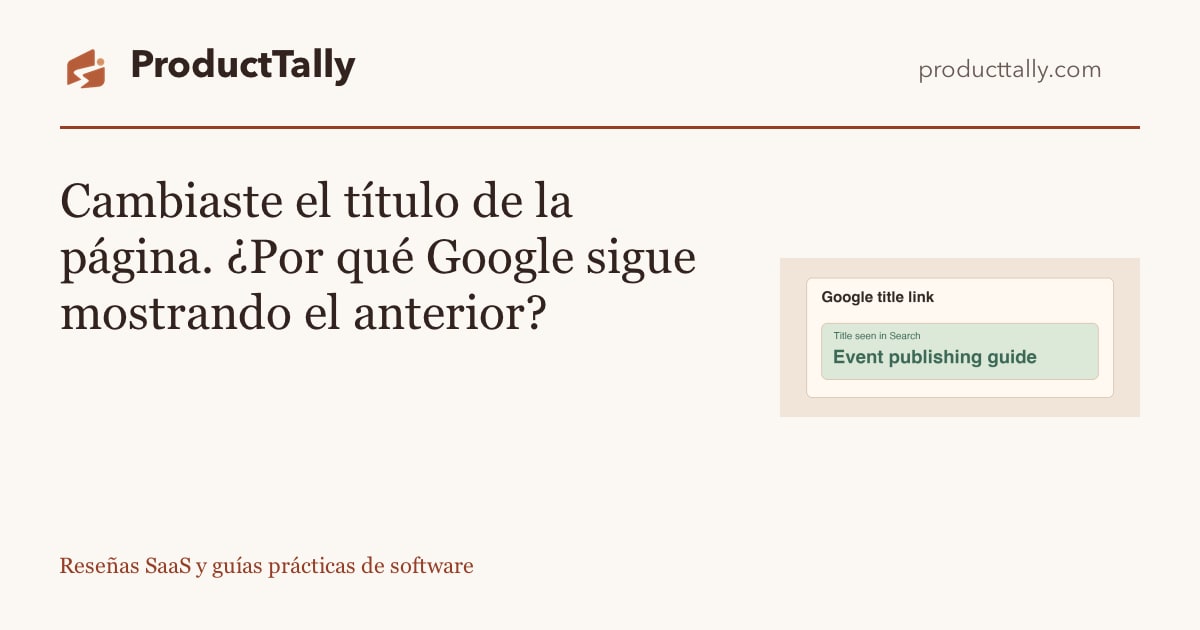 ProductTally
producttally.com
Cambiaste el título de la
página. ¿Por qué Google sigue
mostrando el anterior?
Google title link
Title seen in Search
Event publishing guide
Reseñas SaaS y guías prácticas de software